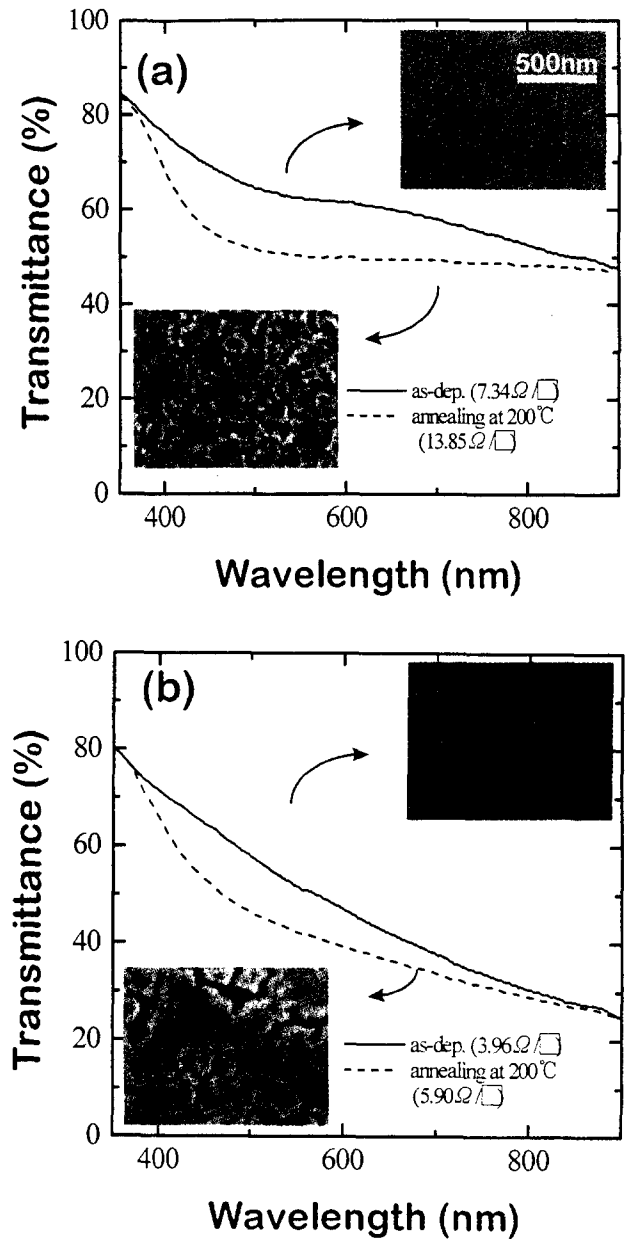 100
80
60
40
20
0
Transmittance (%)
(a)
500nm
as-dep. (7.34Ω/□)
annealing at 200℃
(13.85Ω/□)
400
600
800
Wavelength (nm)
100
80
60
40
20
0
Transmittance (%)
(b)
as-dep. (3.96Ω/□)
annealing at 200℃
(5.90Ω/□)
400
600
800
Wavelength (nm)